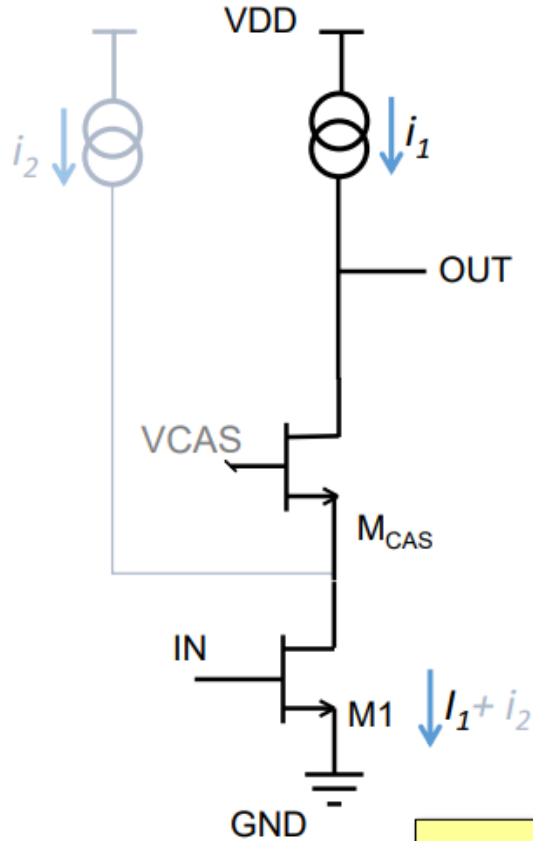 VDD
i2
i1
OUT
VCAS
MCAS
IN
M1
I1 + i2
GND